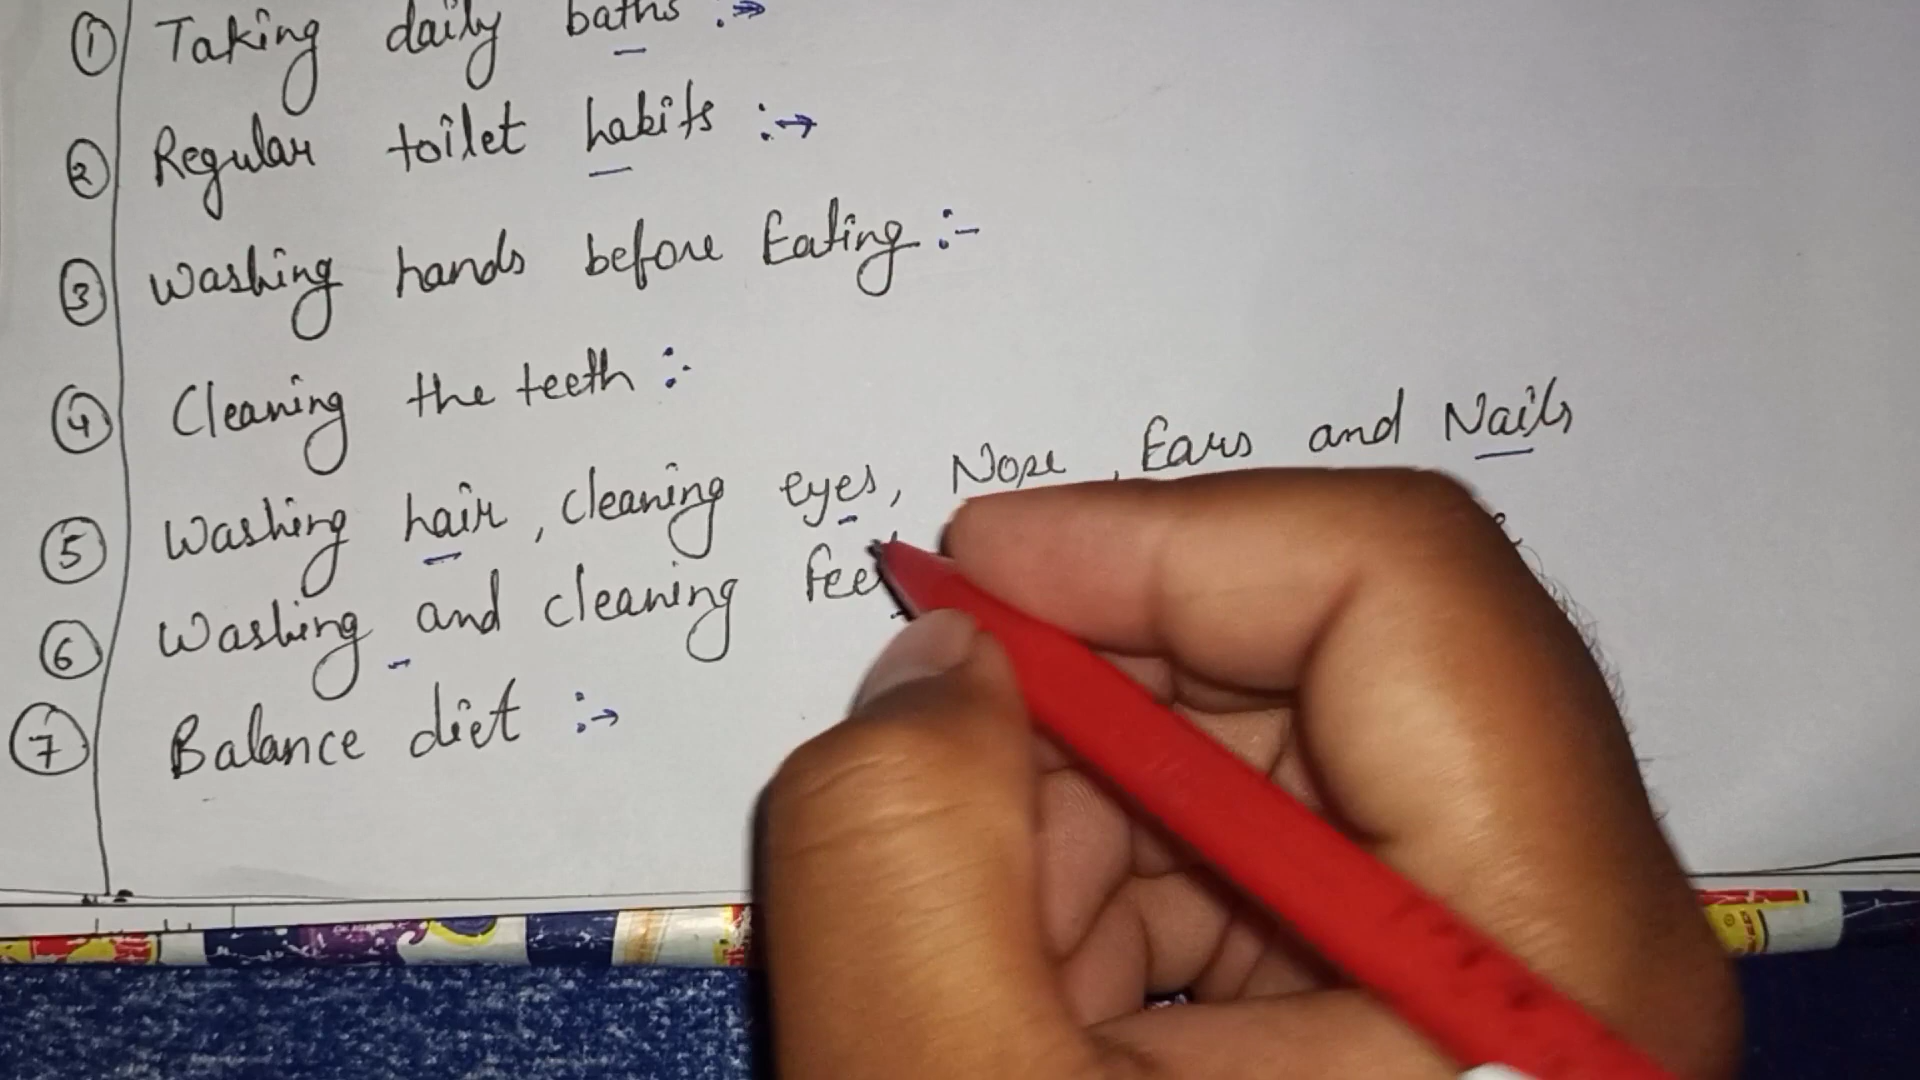 ① Taking daily baths :→
② Regular toilet habits :→
③ Washing hands before Eating :-
④ Cleaning the teeth :-
⑤ Washing hair, cleaning eyes, Nose, Ears and Nails
⑥ Washing and cleaning feet
⑦ Balance diet :→